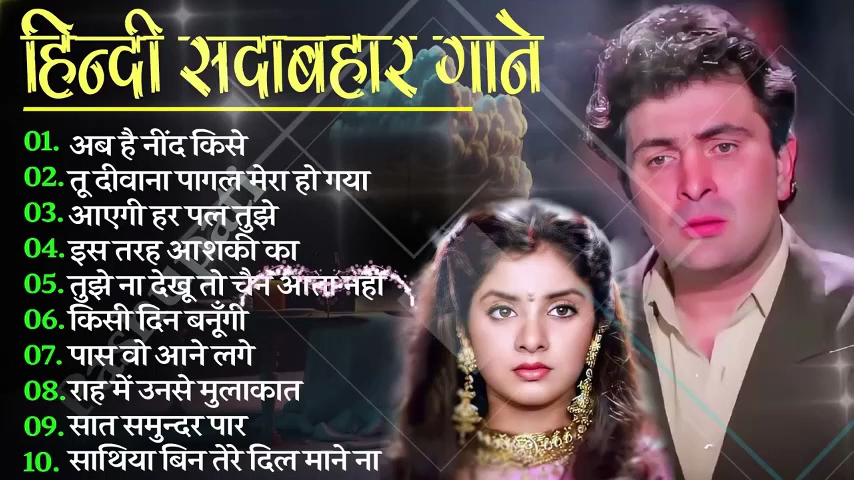 हिन्दी सदाबहार गाने
01. अब है नींद किसे
02. तू दीवाना पागल मेरा हो गया
03. आएगी हर पल तुझे
04. इस तरह आशकी का
05. तुझे ना देखू तो चैन आता नहीं
06. किसी दिन बनूँगी
07. पास वो आने लगे
08. राह में उनसे मुलाकात
09. सात समुन्दर पार
10. साथिया बिन तेरे दिल माने ना